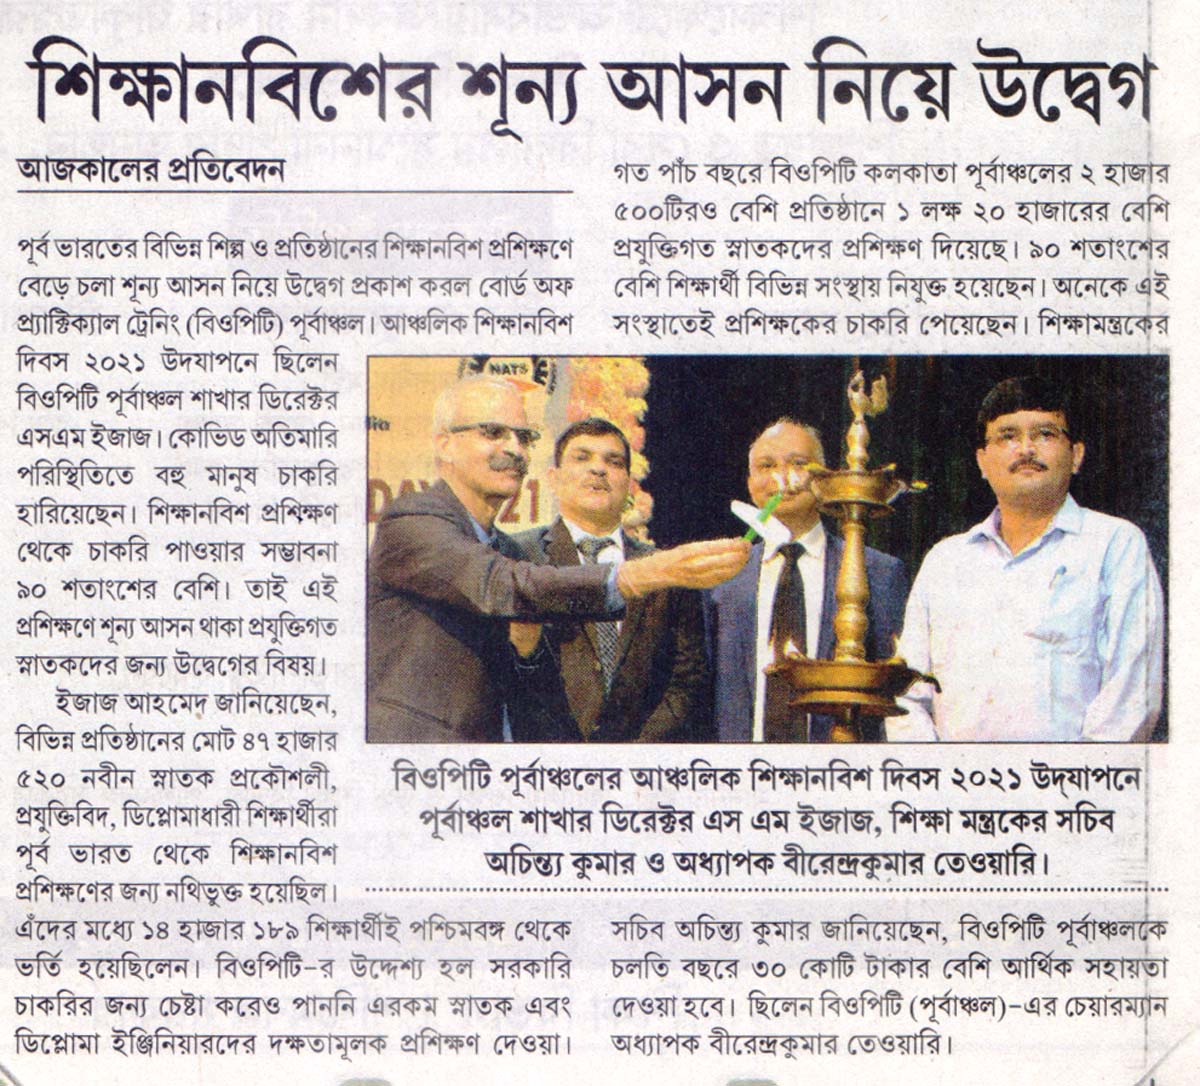 শিক্ষানবিশের শূন্য আসন নিয়ে উদ্বেগ
আজকালের প্রতিবেদন
পূর্ব ভারতের বিভিন্ন শিল্প ও প্রতিষ্ঠানের শিক্ষানবিশ প্রশিক্ষণে
বেড়ে চলা শূন্য আসন নিয়ে উদ্বেগ প্রকাশ করল বোর্ড অফ
প্র্যাক্টিক্যাল ট্রেনিং (বিওপিটি) পূর্বাঞ্চল। আঞ্চলিক শিক্ষানবিশ
দিবস ২০২১ উদযাপনে ছিলেন
বিওপিটি পূর্বাঞ্চল শাখার ডিরেক্টর
এসএম ইজাজ। কোভিড অতিমারি
পরিস্থিতিতে বহু মানুষ চাকরি
হারিয়েছেন। শিক্ষানবিশ প্রশিক্ষণ
থেকে চাকরি পাওয়ার সম্ভাবনা
৯০ শতাংশের বেশি। তাই এই
প্রশিক্ষণে শূন্য আসন থাকা প্রযুক্তিগত
স্নাতকদের জন্য উদ্বেগের বিষয়।
ইজাজ আহমেদ জানিয়েছেন,
বিভিন্ন প্রতিষ্ঠানের মোট ৪৭ হাজার
৫২০ নবীন স্নাতক প্রকৌশলী,
প্রযুক্তিবিদ, ডিপ্লোমাধারী শিক্ষার্থীরা
পূর্ব ভারত থেকে শিক্ষানবিশ
প্রশিক্ষণের জন্য নথিভুক্ত হয়েছিল।
এঁদের মধ্যে ১৪ হাজার ১৮৯ শিক্ষার্থীই পশ্চিমবঙ্গ থেকে
ভর্তি হয়েছিলেন। বিওপিটি-র উদ্দেশ্য হল সরকারি
চাকরির জন্য চেষ্টা করেও পাননি এরকম স্নাতক এবং
ডিপ্লোমা ইঞ্জিনিয়ারদের দক্ষতামূলক প্রশিক্ষণ দেওয়া।
গত পাঁচ বছরে বিওপিটি কলকাতা পূর্বাঞ্চলের ২ হাজার
৫০০টিরও বেশি প্রতিষ্ঠানে ১ লক্ষ ২০ হাজারের বেশি
প্রযুক্তিগত স্নাতকদের প্রশিক্ষণ দিয়েছে। ৯০ শতাংশের
বেশি শিক্ষার্থী বিভিন্ন সংস্থায় নিযুক্ত হয়েছেন। অনেকে এই
সংস্থাতেই প্রশিক্ষকের চাকরি পেয়েছেন। শিক্ষামন্ত্রকের
NATS
DAY 21
বিওপিটি পূর্বাঞ্চলের আঞ্চলিক শিক্ষানবিশ দিবস ২০২১ উদ্‌যাপনে
পূর্বাঞ্চল শাখার ডিরেক্টর এস এম ইজাজ, শিক্ষা মন্ত্রকের সচিব
অচিন্ত্য কুমার ও অধ্যাপক বীরেন্দ্রকুমার তেওয়ারি।
সচিব অচিন্ত্য কুমার জানিয়েছেন, বিওপিটি পূর্বাঞ্চলকে
চলতি বছরে ৩০ কোটি টাকার বেশি আর্থিক সহায়তা
দেওয়া হবে। ছিলেন বিওপিটি (পূর্বাঞ্চল)-এর চেয়ারম্যান
অধ্যাপক বীরেন্দ্রকুমার তেওয়ারি।